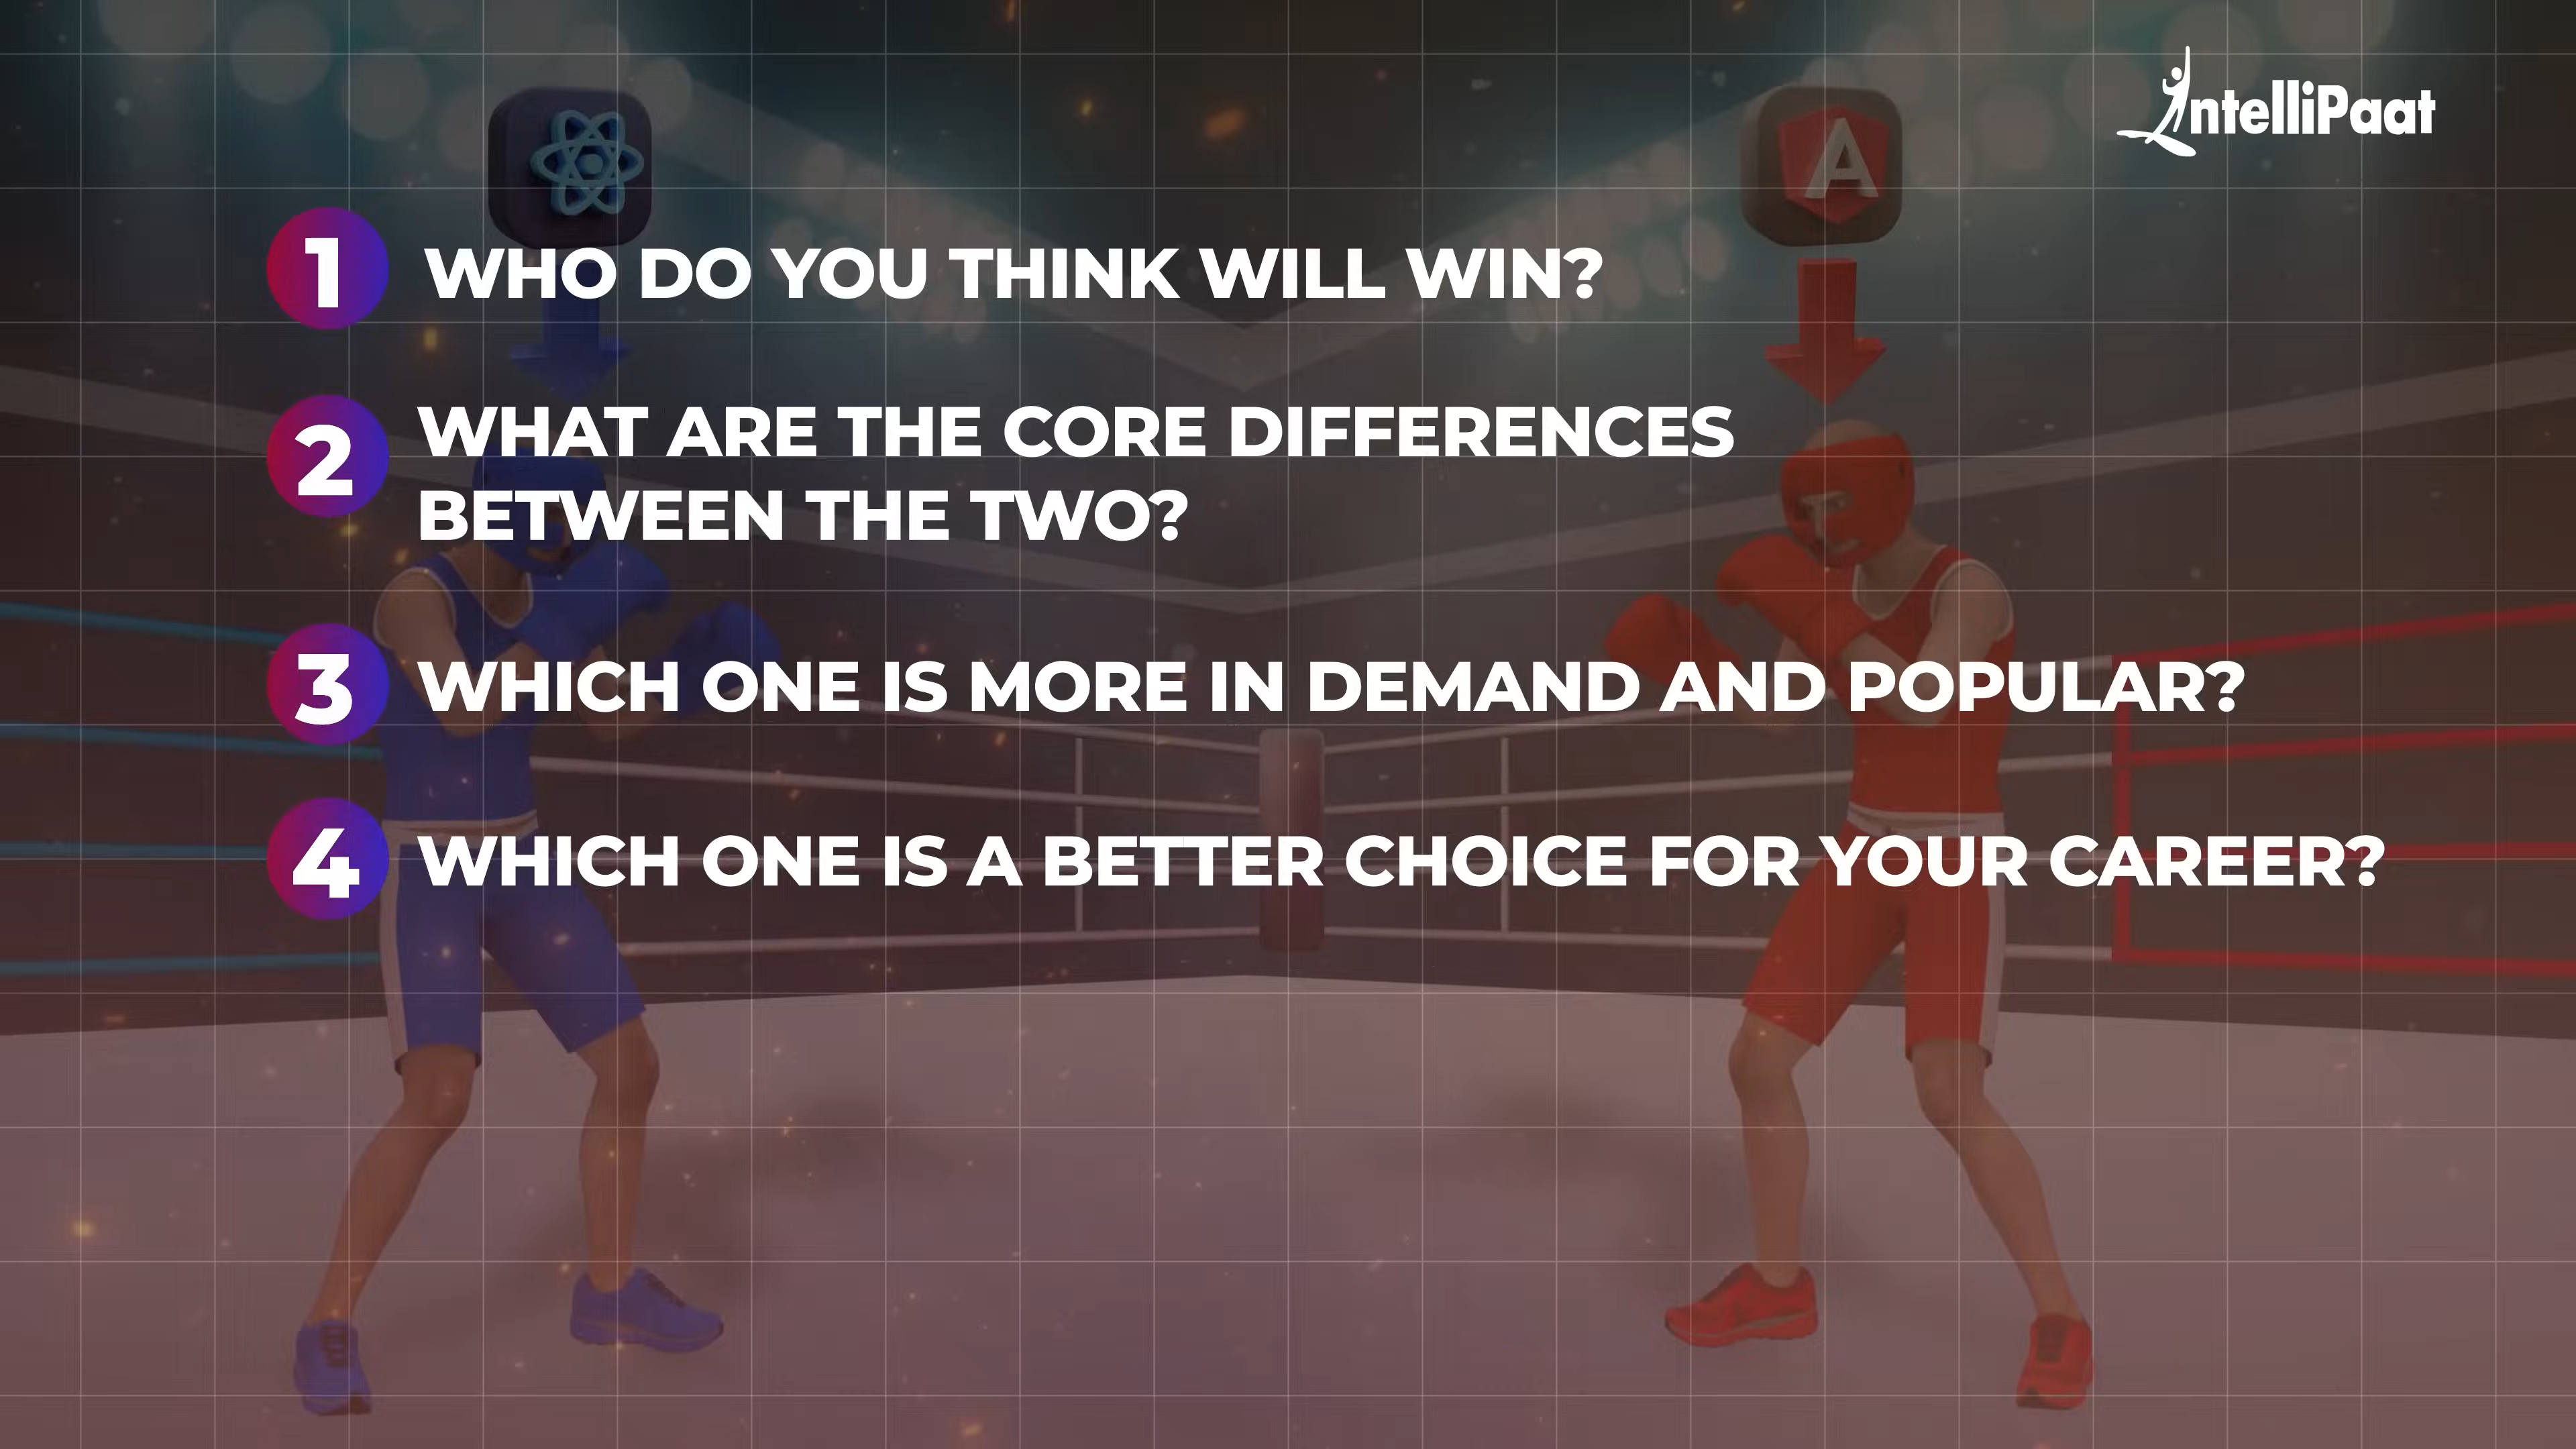 IntelliPaat
A
1 WHO DO YOU THINK WILL WIN?
2 WHAT ARE THE CORE DIFFERENCES
BETWEEN THE TWO?
3 WHICH ONE IS MORE IN DEMAND AND POPULAR?
4 WHICH ONE IS A BETTER CHOICE FOR YOUR CAREER?